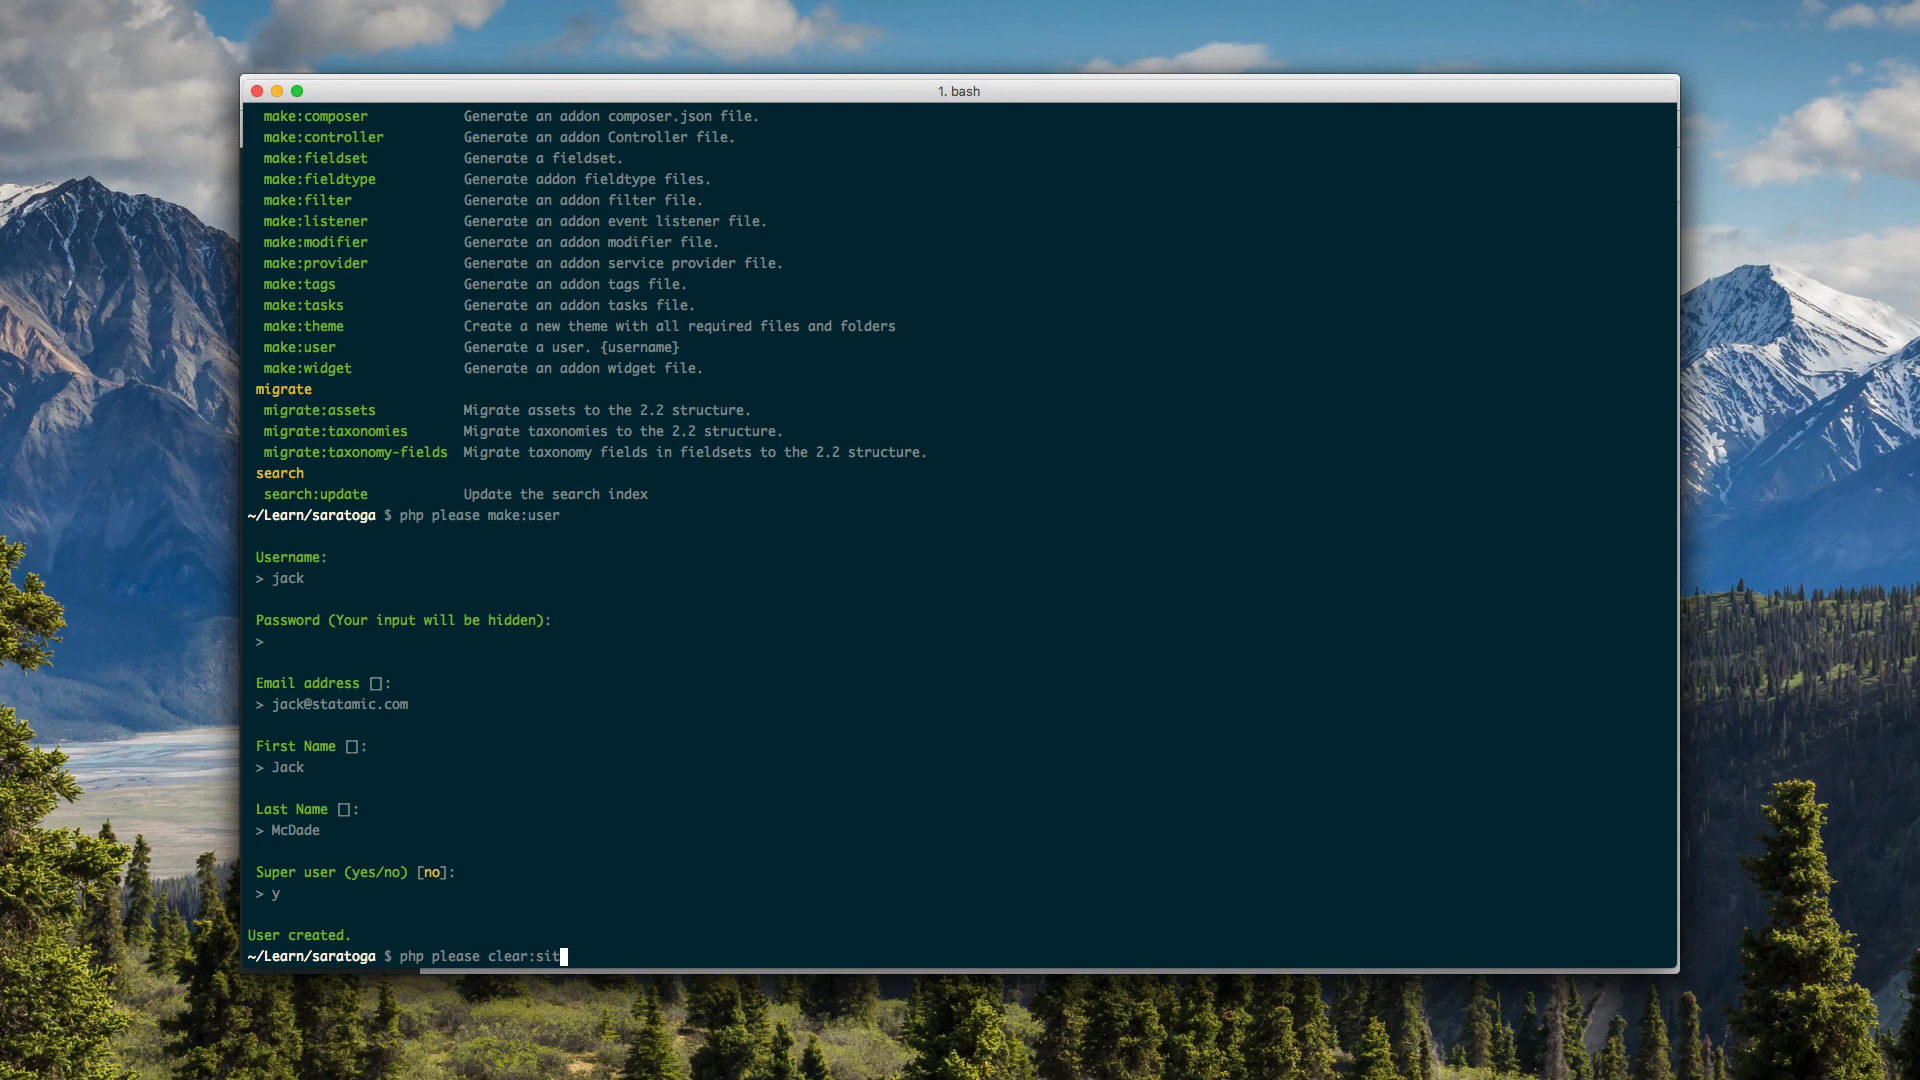 1. bash
make:composer Generate an addon composer.json file.
make:controller Generate an addon Controller file.
make:fieldset Generate a fieldset.
make:fieldtype Generate addon fieldtype files.
make:filter Generate an addon filter file.
make:listener Generate an addon event listener file.
make:modifier Generate an addon modifier file.
make:provider Generate an addon service provider file.
make:tags Generate an addon tags file.
make:tasks Generate an addon tasks file.
make:theme Create a new theme with all required files and folders
make:user Generate a user. {username}
make:widget Generate an addon widget file.
migrate
migrate:assets Migrate assets to the 2.2 structure.
migrate:taxonomies Migrate taxonomies to the 2.2 structure.
migrate:taxonomy-fields Migrate taxonomy fields in fieldsets to the 2.2 structure.
search
search:update Update the search index
~/Learn/saratoga $ php please make:user
Username:
> jack
Password (Your input will be hidden):
>
Email address []:
> jack@statamic.com
First Name []:
> Jack
Last Name []:
> McDade
Super user (yes/no) [no]:
> y
User created.
~/Learn/saratoga $ php please clear:sit